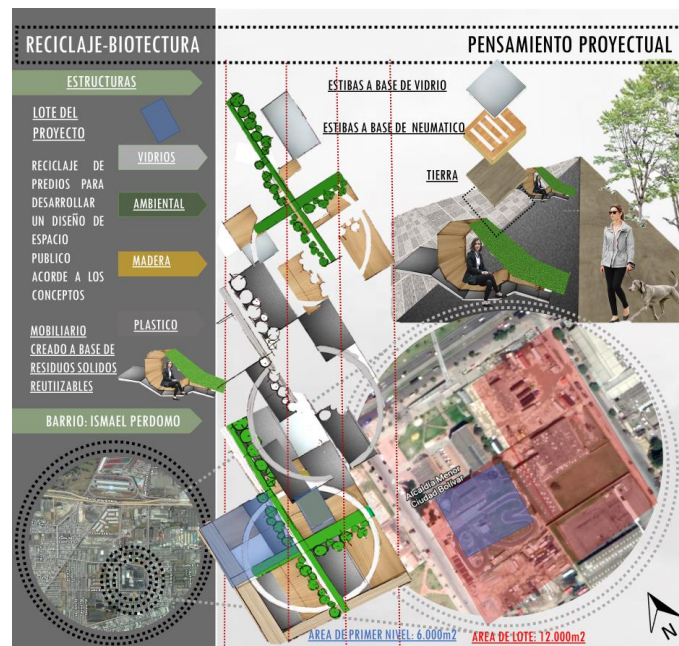 RECICLAJE-BIOTECTURA
PENSAMIENTO PROYECTUAL
ESTRUCTURAS
LOTE DEL
PROYECTO
RECICLAJE DE
PREDIOS PARA
DESARROLLAR
UN DISEÑO DE
ESPACIO
PUBLICO
ACORDE A LOS
CONCEPTOS
VIDRIOS
AMBIENTAL
MADERA
PLASTICO
MOBILIARIO
CREADO A BASE DE
RESIDUOS SOLIDOS
REUTIIZABLES
BARRIO: ISMAEL PERDOMO
ESTIBAS A BASE DE VIDRIO
ESTIBAS A BASE DE NEUMATICO
TIERRA
Alcaldía Menor
Ciudad Bolívar
AREA DE PRIMER NIVEL: 6.000m2
AREA DE LOTE: 12.000m2
N